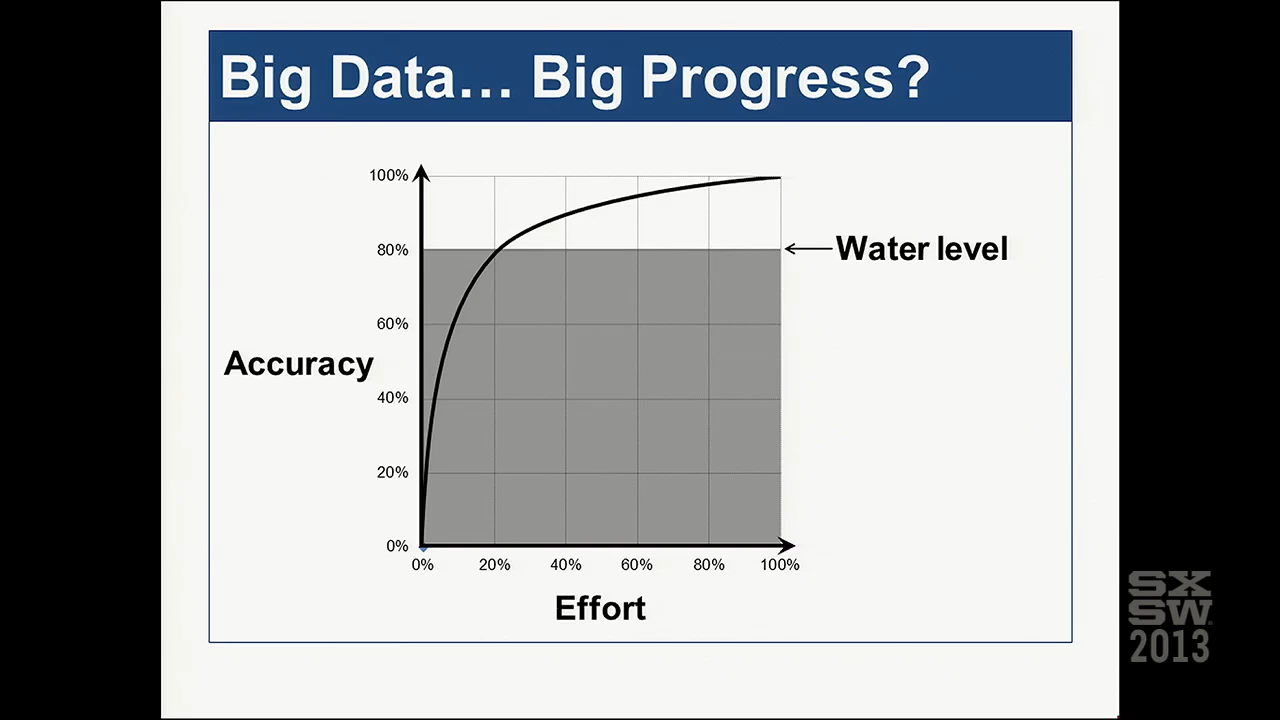 Big Data... Big Progress?
100%
80%
Water level
60%
Accuracy
40%
20%
0%
0% 20% 40% 60% 80% 100%
Effort
SX
SW
2013